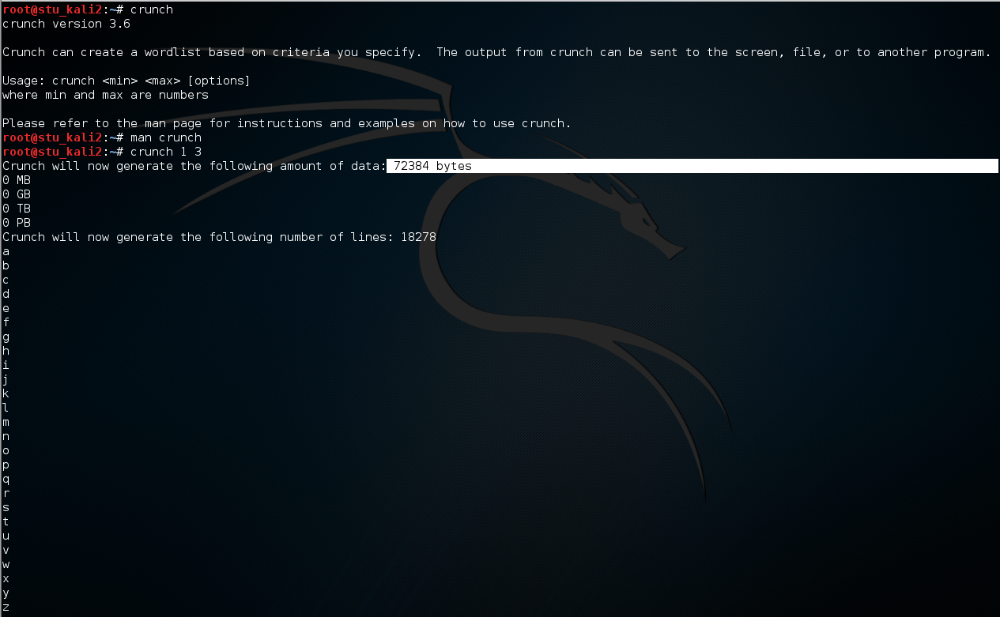 root@stu_kali2:~# crunch
crunch version 3.6
Crunch can create a wordlist based on criteria you specify.  The output from crunch can be sent to the screen, file, or to another program.
Usage: crunch <min> <max> [options]
where min and max are numbers
Please refer to the man page for instructions and examples on how to use crunch.
root@stu_kali2:~# man crunch
root@stu_kali2:~# crunch 1 3
Crunch will now generate the following amount of data: 72384 bytes
0 MB
0 GB
0 TB
0 PB
Crunch will now generate the following number of lines: 18278
a
b
c
d
e
f
g
h
i
j
k
l
m
n
o
p
q
r
s
t
u
v
w
x
y
z